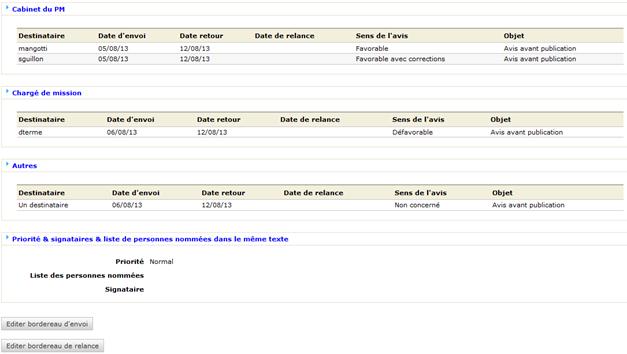 Cabinet du PM
Destinataire Date d'envoi Date retour Date de relance Sens de l'avis Objet
mangotti 05/08/13 12/08/13 Favorable Avis avant publication
sguillon 05/08/13 12/08/13 Favorable avec corrections Avis avant publication
Chargé de mission
Destinataire Date d'envoi Date retour Date de relance Sens de l'avis Objet
dterme 06/08/13 12/08/13 Défavorable Avis avant publication
Autres
Destinataire Date d'envoi Date retour Date de relance Sens de l'avis Objet
Un destinataire 06/08/13 12/08/13 Non concerné Avis avant publication
Priorité & signataires & liste de personnes nommées dans le même texte
Priorité Normal
Liste des personnes nommées
Signataire
Editer bordereau d'envoi
Editer bordereau de relance